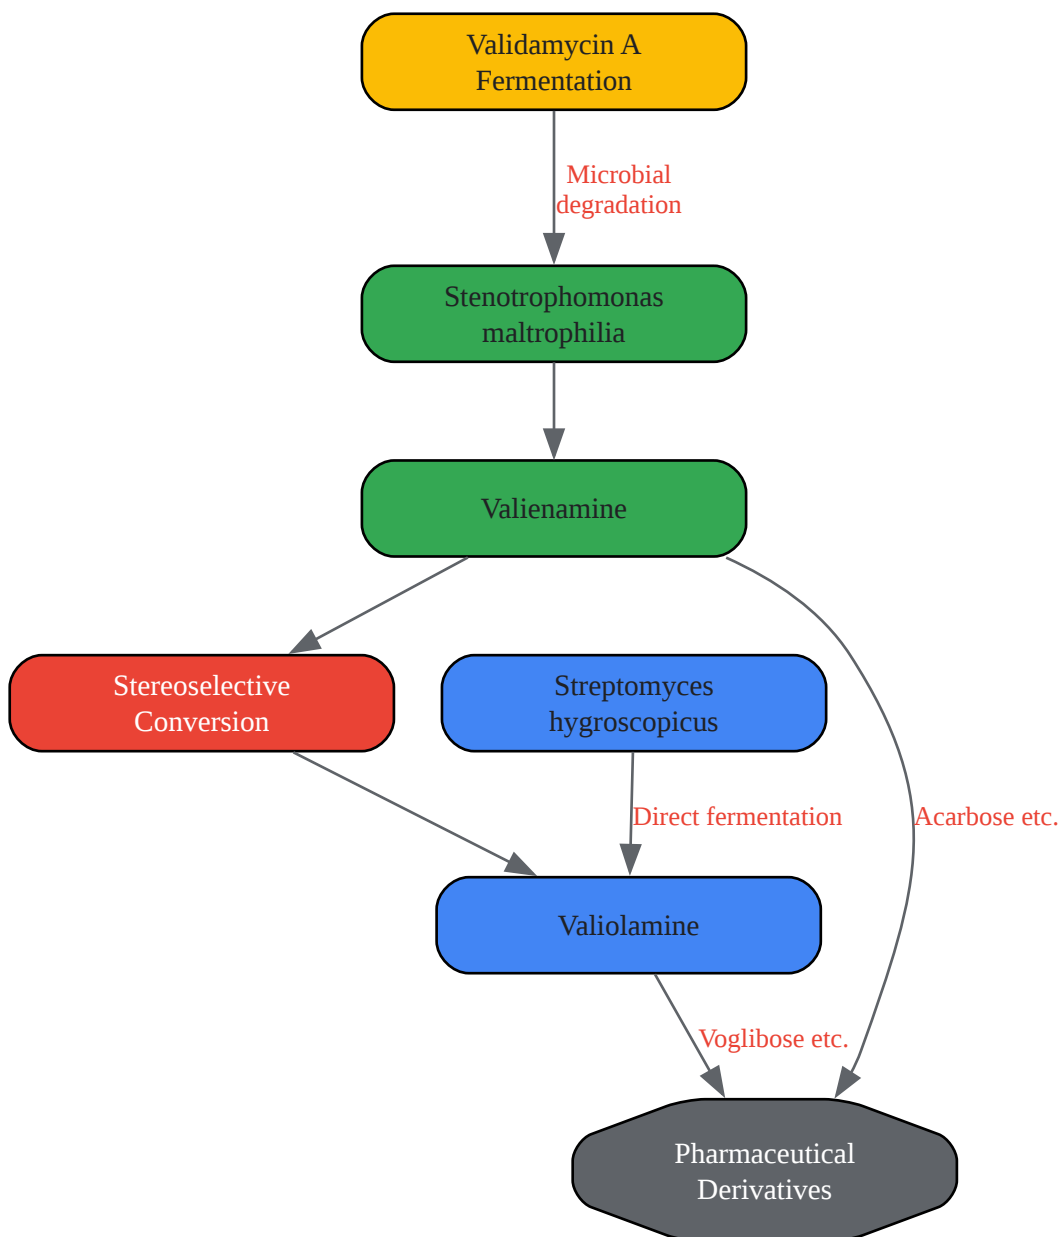 Validamycin A
Fermentation
Microbial
degradation
Stenotrophomonas
maltrophilia
Valienamine
Stereoselective
Conversion
Streptomyces
hygroscopicus
Direct fermentation
Acarbose etc.
Valiolamine
Voglibose etc.
Pharmaceutical
Derivatives